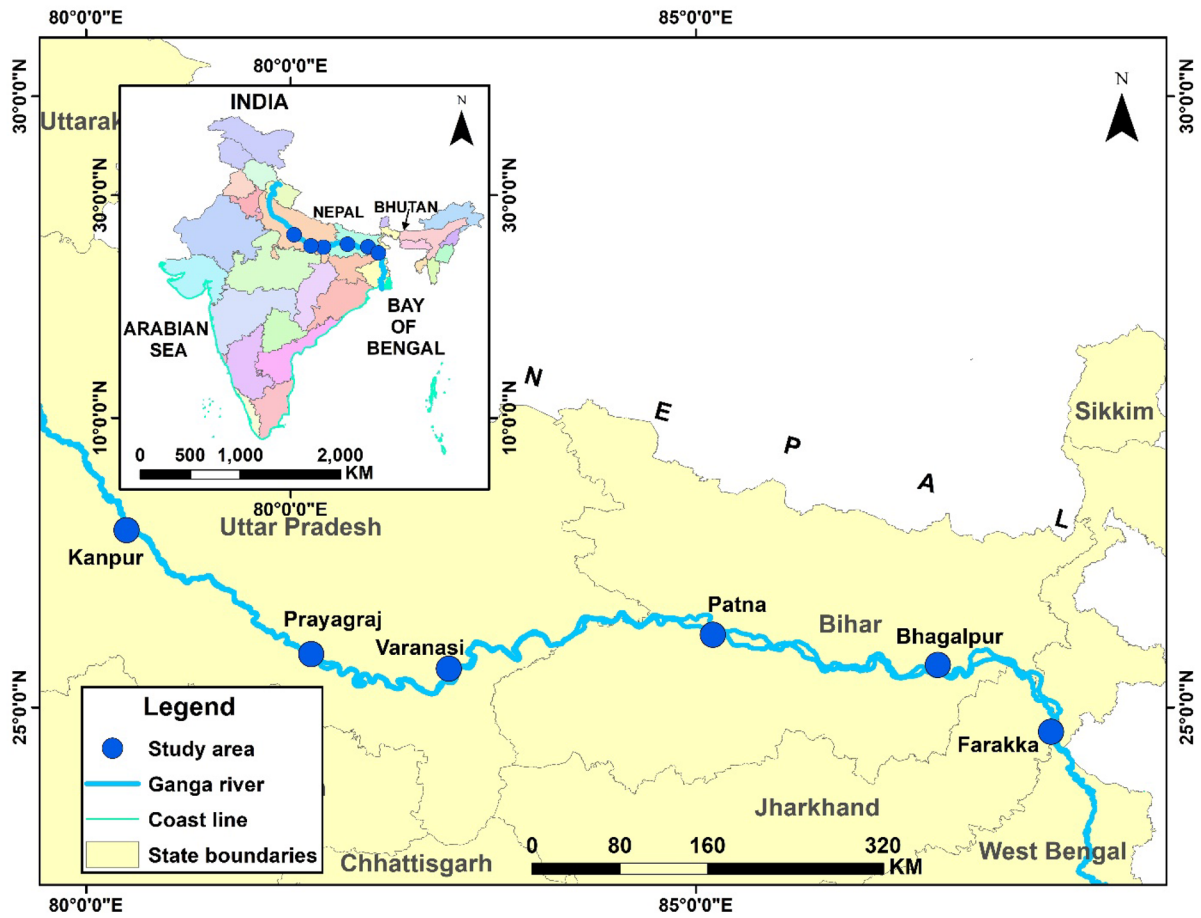 80°0'0"E
85°0'0"E
30°0'0"N
30°0'0"N
80°0'0"E
INDIA
N
N
Uttarak
30°0'0"N
NEPAL
BHUTAN
ARABIAN
SEA
BAY
OF
BENGAL
10°0'0"N
10°0'0"N
0 500 1,000 2,000
KM
80°0'0"E
N E P A L
Sikkim
Uttar Pradesh
Kanpur
Prayagraj
Varanasi
Patna
Bihar
Bhagalpur
25°0'0"N
25°0'0"N
Farakka
Legend
Study area
Ganga river
Coast line
State boundaries
Jharkhand
Chhattisgarh
West Bengal
0 80 160 320
KM
80°0'0"E
85°0'0"E